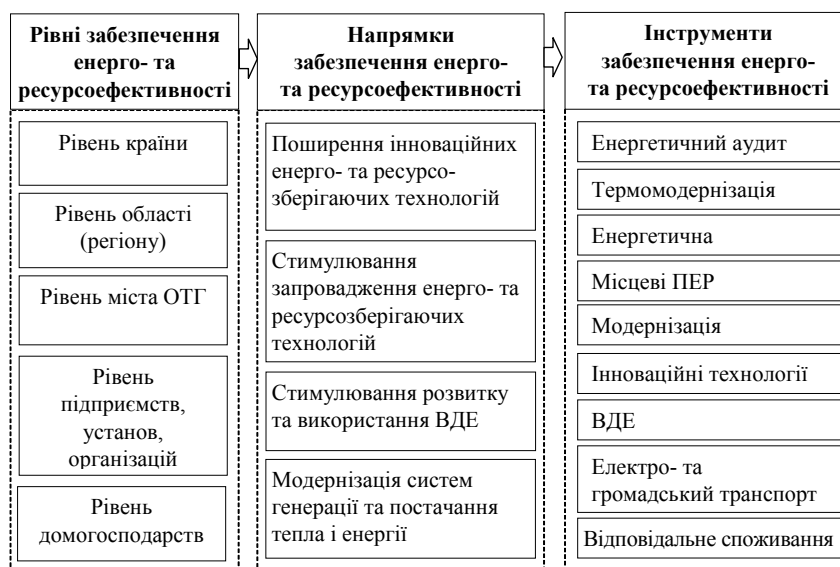 Рівні забезпечення
енерго- та
ресурсоефективності
Рівень країни
Рівень області
(регіону)
Рівень міста ОТГ
Рівень
підприємств,
установ,
організацій
Рівень
домогосподарств
Напрямки
забезпечення енерго-
та ресурсоефективності
Поширення інноваційних
енерго- та ресурсо-
зберігаючих технологій
Стимулювання
запровадження енерго- та
ресурсозберігаючих
технологій
Стимулювання розвитку
та використання ВДЕ
Модернізація систем
генерації та постачання
тепла і енергії
Інструменти
забезпечення енерго-
та ресурсоефективності
Енергетичний аудит
Термомодернізація
Енергетична
Місцеві ПЕР
Модернізація
Інноваційні технології
ВДЕ
Електро- та
громадський транспорт
Відповідальне споживання